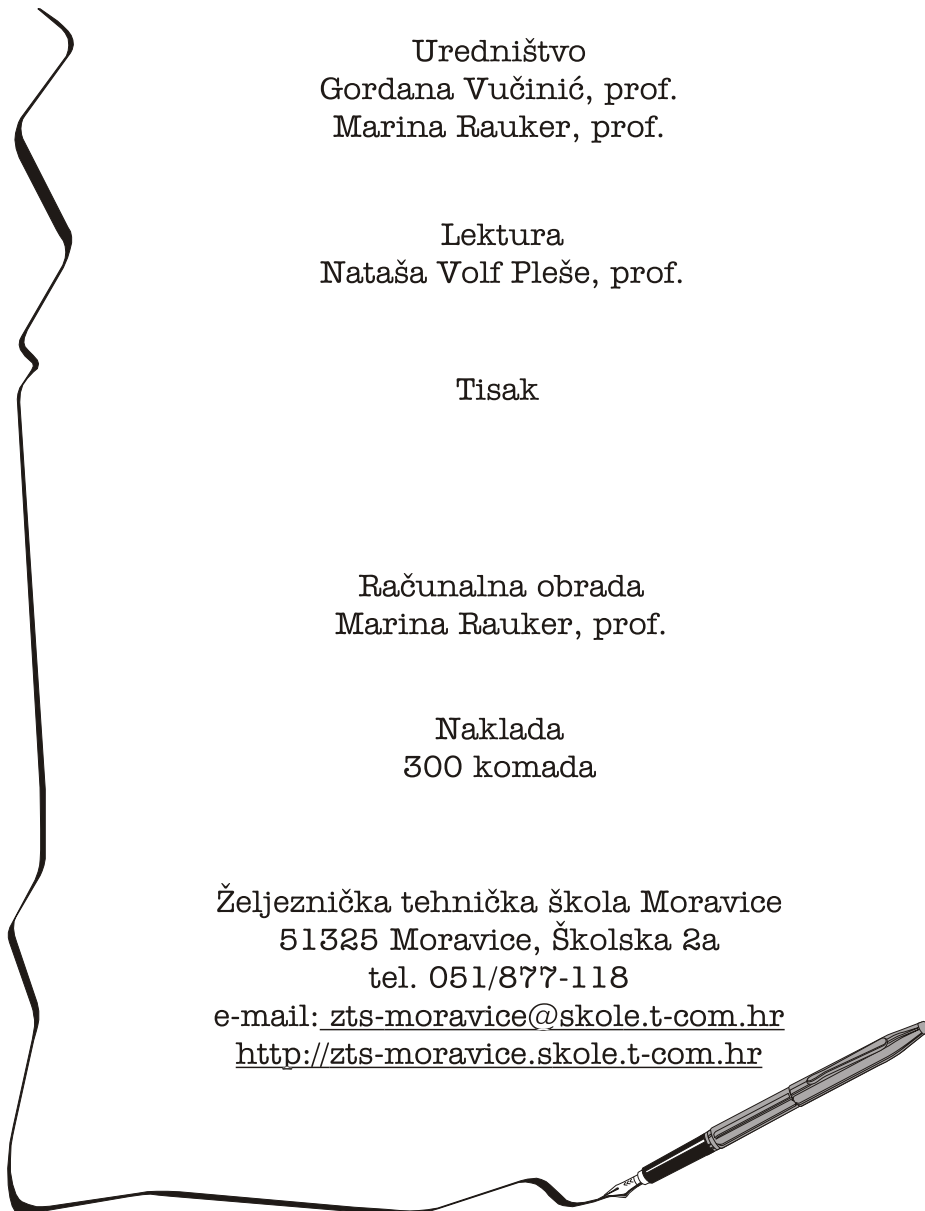 Uredništvo
Gordana Vučinić, prof.
Marina Rauker, prof.
Lektura
Nataša Volf Pleše, prof.
Tisak
Računalna obrada
Marina Rauker, prof.
Naklada
300 komada
Željeznička tehnička škola Moravice
51325 Moravice, Školska 2a
tel. 051/877-118
e-mail: zts-moravice@skole.t-com.hr
http://zts-moravice.skole.t-com.hr